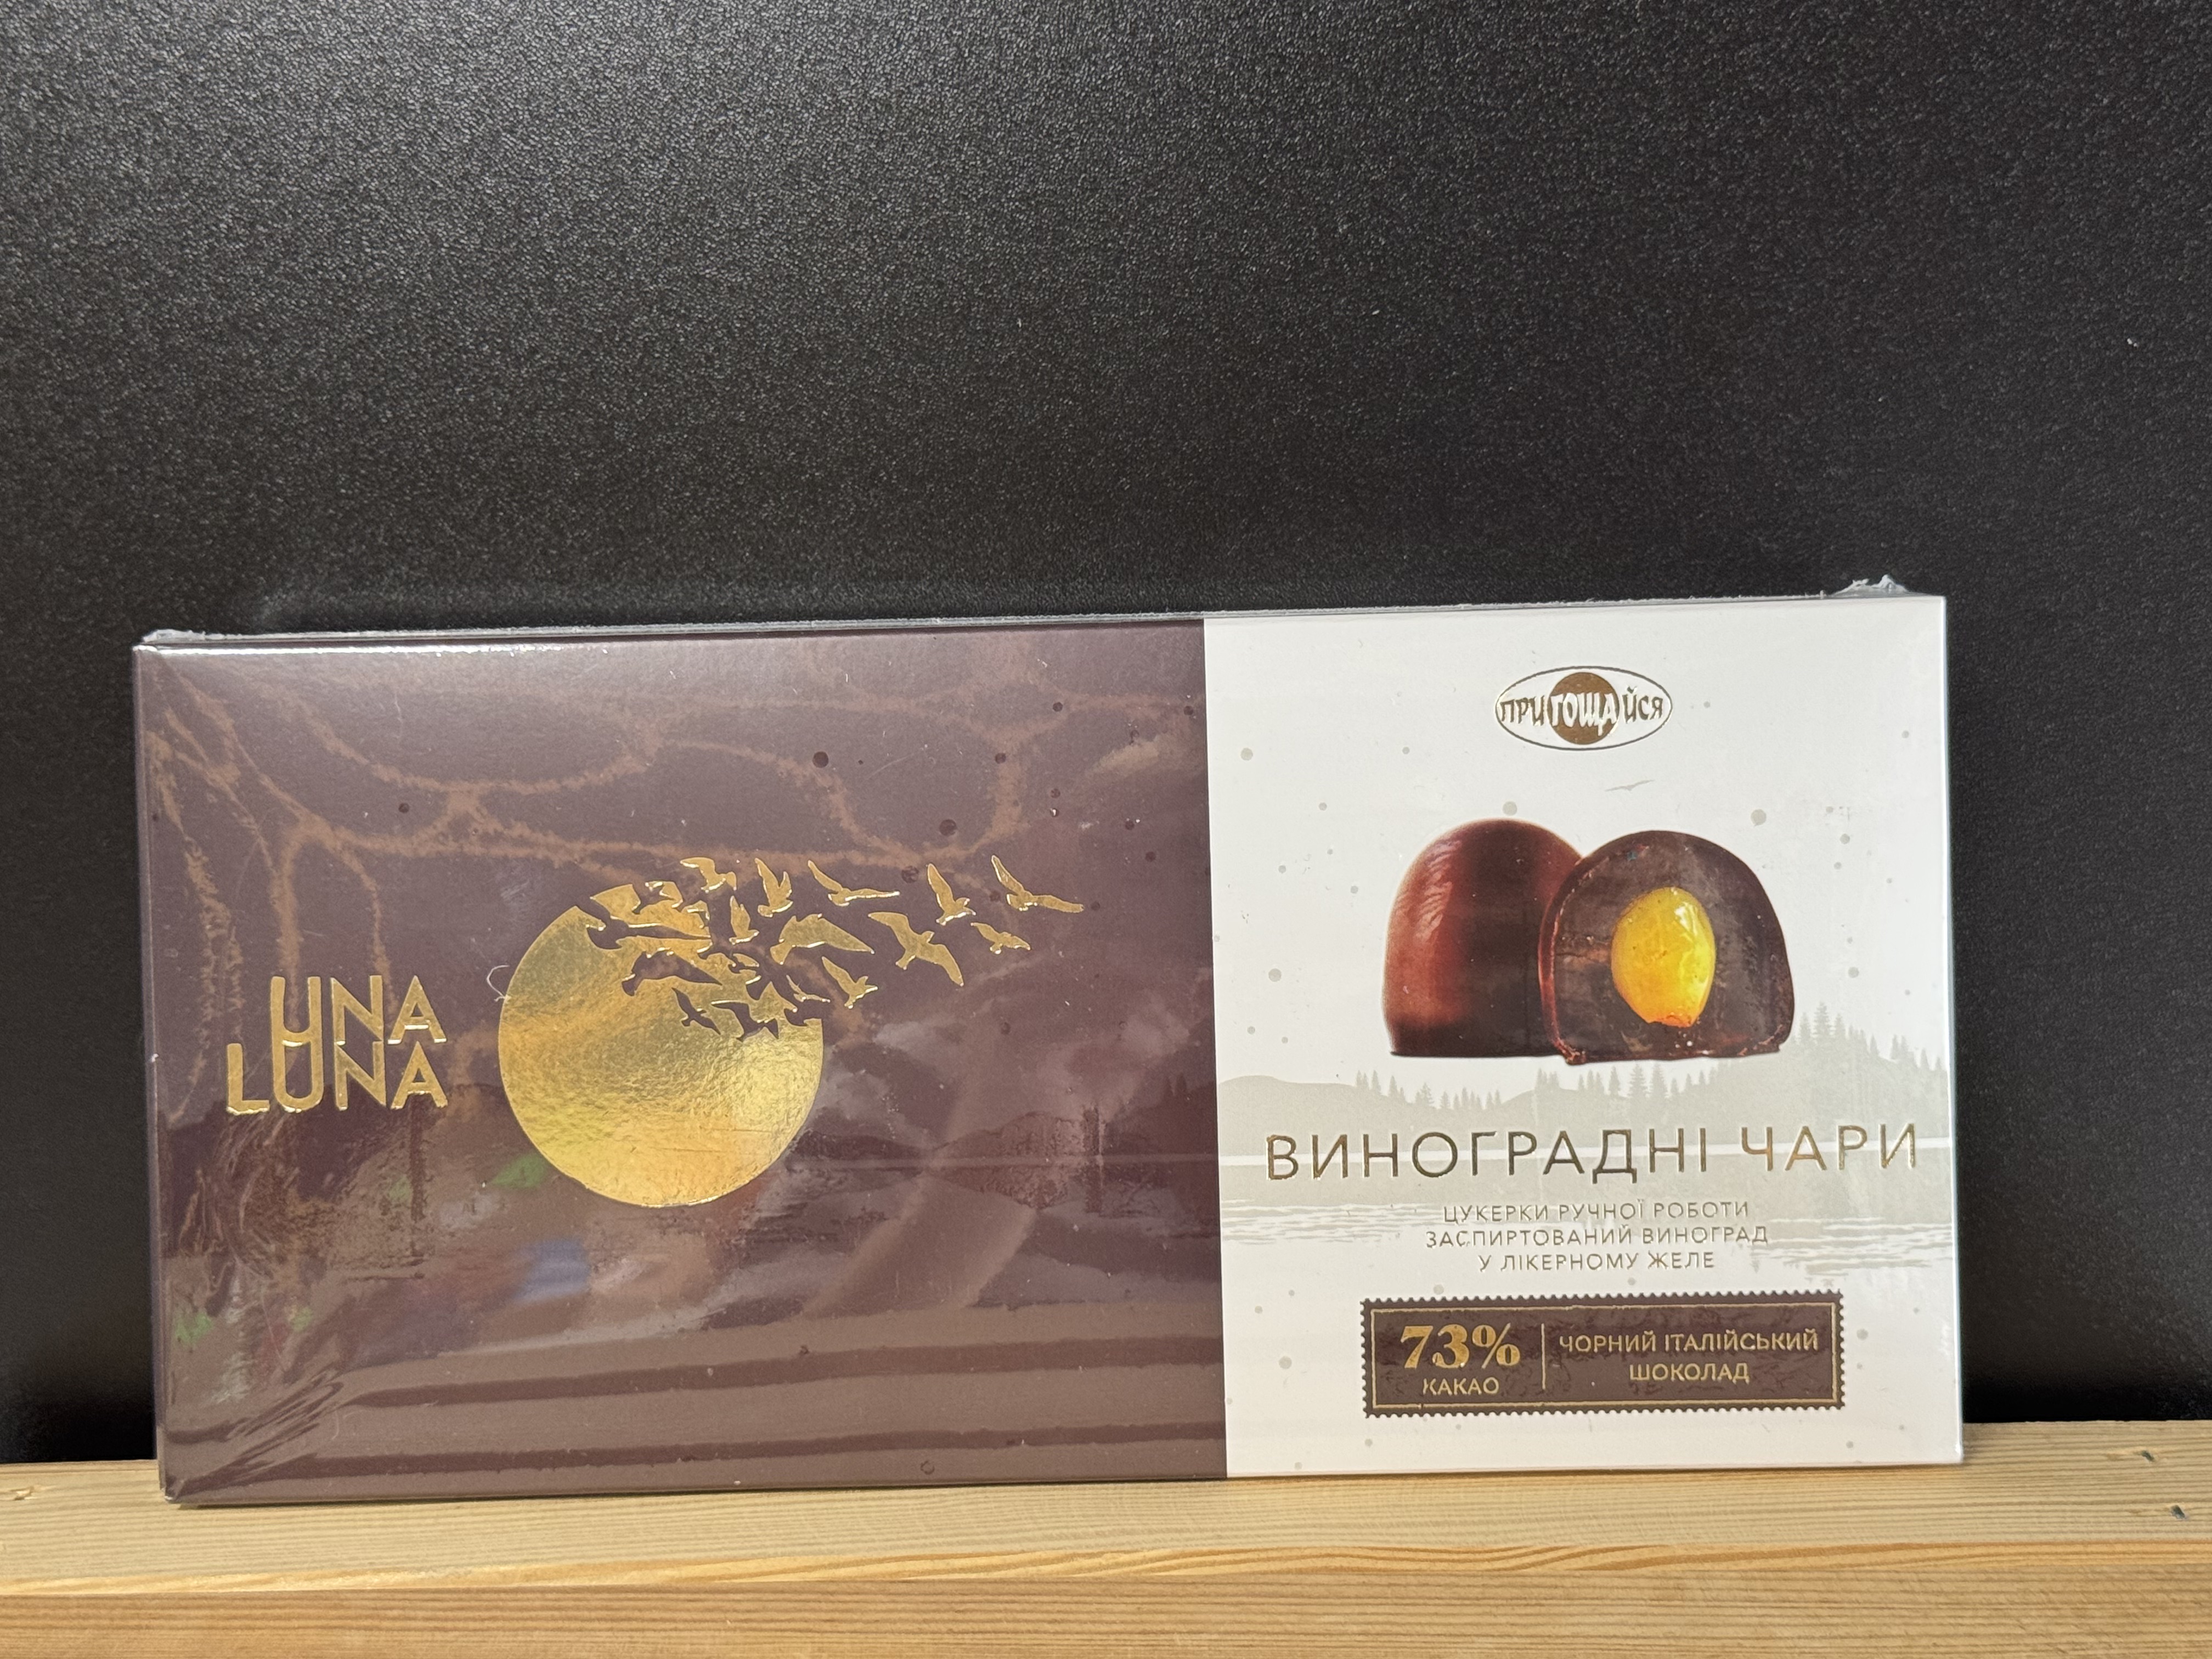 UNA
LUNA
ПРИГОЩАЙСЯ
ВИНОГРАДНІ ЧАРИ
ЦУКЕРКИ РУЧНОЇ РОБОТИ
ЗАСПИРТОВАНИЙ ВИНОГРАД
У ЛІКЕРНОМУ ЖЕЛЕ
73%
КАКАО
ЧОРНИЙ ІТАЛІЙСЬКИЙ
ШОКОЛАД